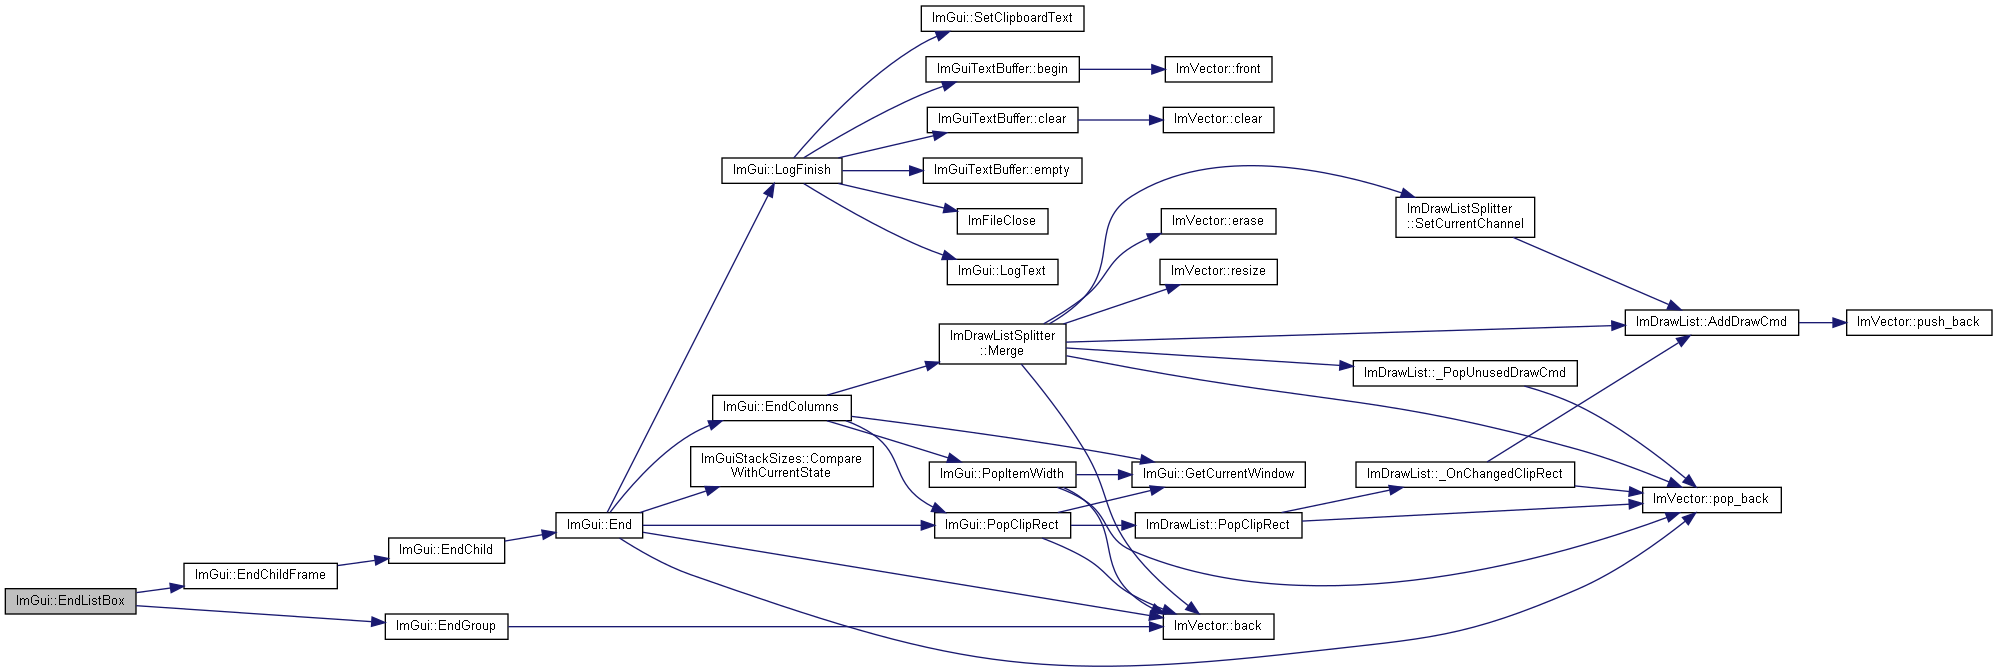 ImGui::SetClipboardText
ImGuiTextBuffer::begin
ImVector::front
ImGuiTextBuffer::clear
ImVector::clear
ImGui::LogFinish
ImGuiTextBuffer::empty
ImDrawListSplitter
::SetCurrentChannel
ImFileClose
ImVector::erase
ImGui::LogText
ImVector::resize
ImDrawList::AddDrawCmd
ImVector::push_back
ImDrawListSplitter
::Merge
ImDrawList::_PopUnusedDrawCmd
ImGui::EndColumns
ImGuiStackSizes::Compare
WithCurrentState
ImGui::PopItemWidth
ImGui::GetCurrentWindow
ImDrawList::_OnChangedClipRect
ImVector::pop_back
ImGui::End
ImGui::PopClipRect
ImDrawList::PopClipRect
ImGui::EndChild
ImGui::EndChildFrame
ImGui::EndListBox
ImGui::EndGroup
ImVector::back